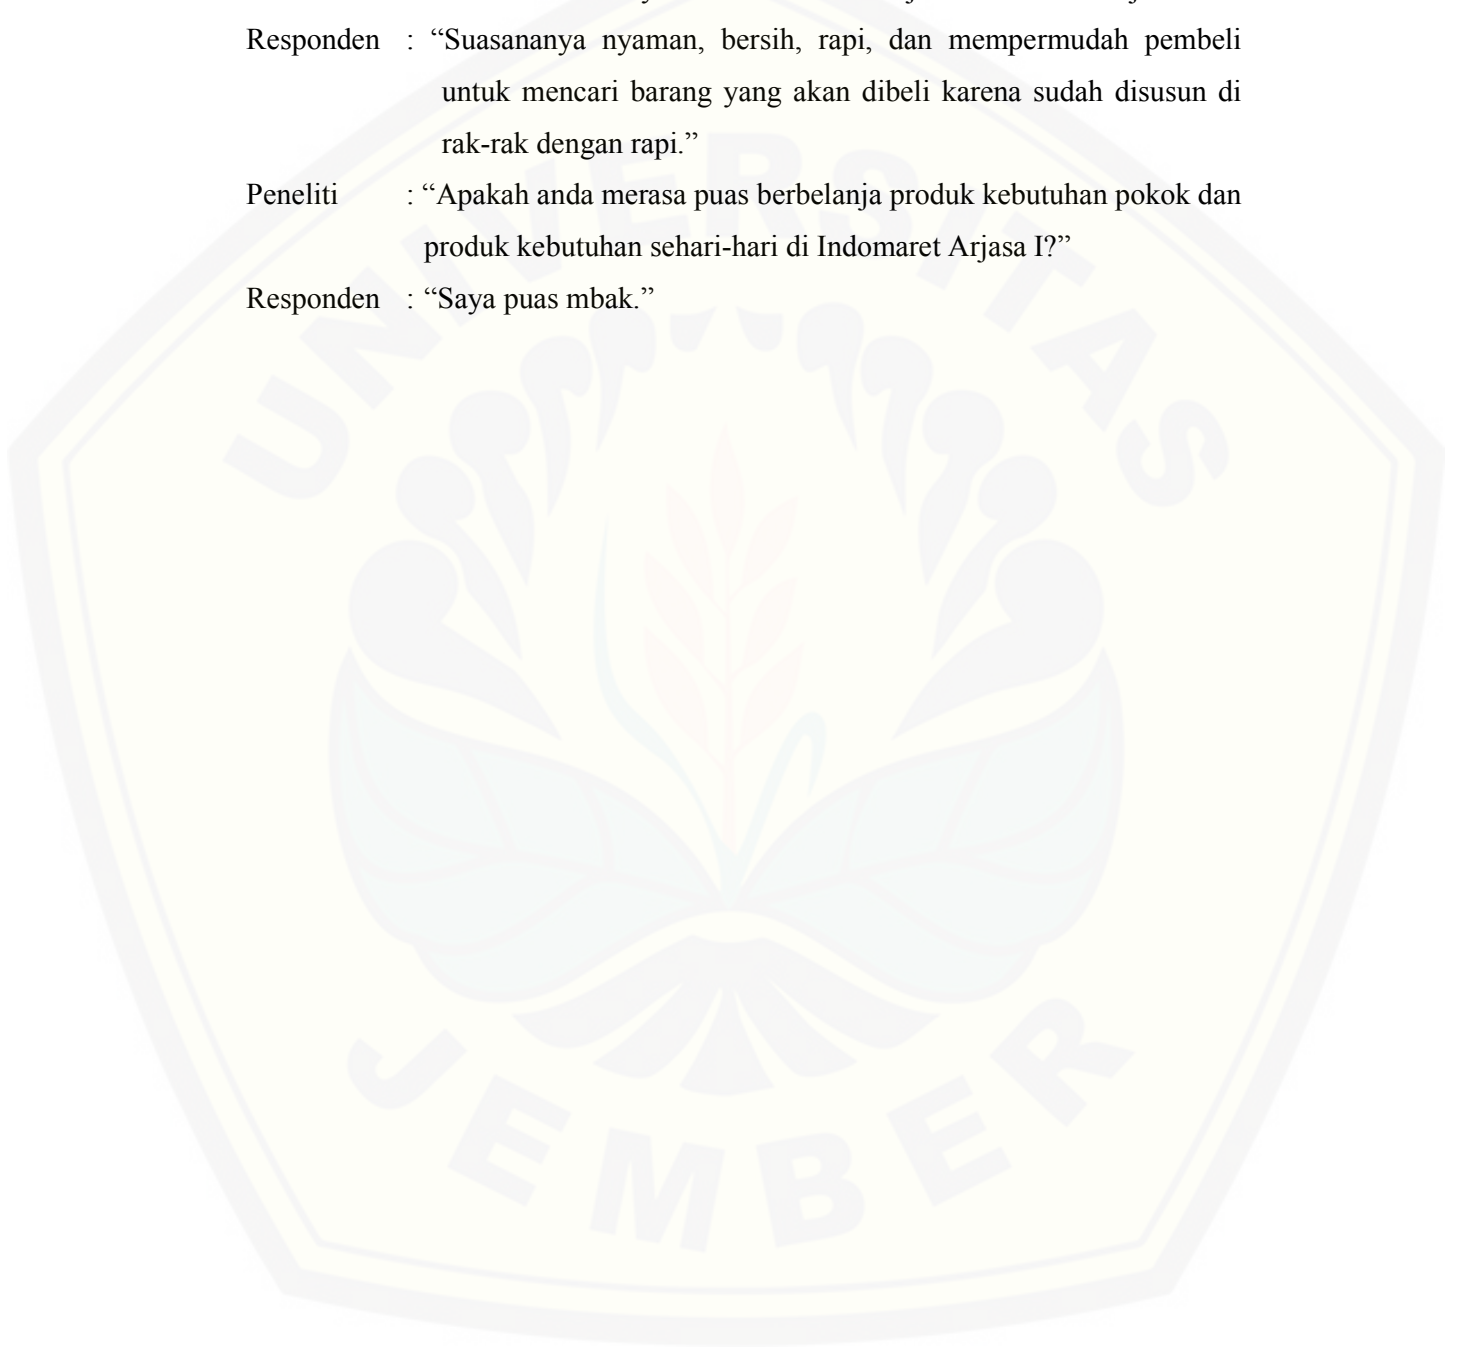 Responden : “Suasananya nyaman, bersih, rapi, dan mempermudah pembeli
untuk mencari barang yang akan dibeli karena sudah disusun di
rak-rak dengan rapi.”
Peneliti : “Apakah anda merasa puas berbelanja produk kebutuhan pokok dan
produk kebutuhan sehari-hari di Indomaret Arjasa I?”
Responden : “Saya puas mbak.”
UNIVERSITAS
JEMBER